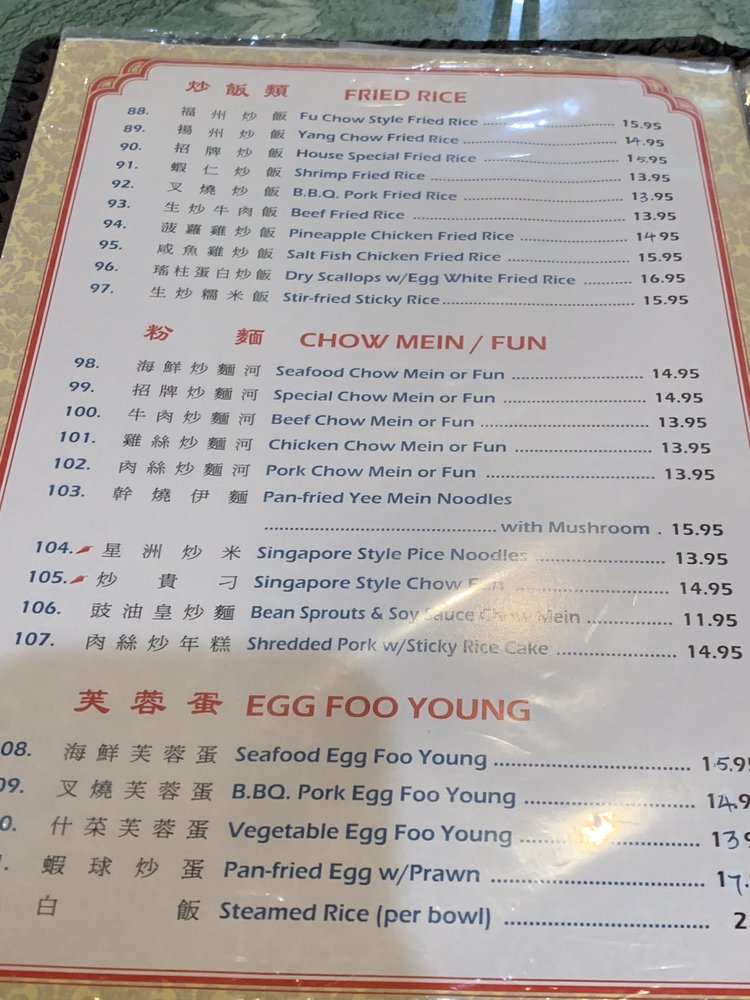 炒飯類 FRIED RICE
88. 福州炒飯 Fu Chow Style Fried Rice 15.95
89. 揚州炒飯 Yang Chow Fried Rice 14.95
90. 招牌炒飯 House Special Fried Rice 15.95
91. 蝦仁炒飯 Shrimp Fried Rice 13.95
92. 叉燒炒飯 B.B.Q. Pork Fried Rice 13.95
93. 生炒牛肉飯 Beef Fried Rice 13.95
94. 菠蘿雞炒飯 Pineapple Chicken Fried Rice 14.95
95. 咸魚雞炒飯 Salt Fish Chicken Fried Rice 15.95
96. 瑤柱蛋白炒飯 Dry Scallops w/Egg White Fried Rice 16.95
97. 生炒糯米飯 Stir-fried Sticky Rice 15.95
粉麵 CHOW MEIN / FUN
98. 海鮮炒麵河 Seafood Chow Mein or Fun 14.95
99. 招牌炒麵河 Special Chow Mein or Fun 14.95
100. 牛肉炒麵河 Beef Chow Mein or Fun 13.95
101. 雞絲炒麵河 Chicken Chow Mein or Fun 13.95
102. 肉絲炒麵河 Pork Chow Mein or Fun 13.95
103. 幹燒伊麵 Pan-fried Yee Mein Noodles
with Mushroom . 15.95
104. 星洲炒米 Singapore Style Pice Noodles 13.95
105. 炒貴刁 Singapore Style Chow Fun 14.95
106. 豉油皇炒麵 Bean Sprouts & Soy Sauce Chow Mein 11.95
107. 肉絲炒年糕 Shredded Pork w/Sticky Rice Cake 14.95
芙蓉蛋 EGG FOO YOUNG
08. 海鮮芙蓉蛋 Seafood Egg Foo Young 15.95
09. 叉燒芙蓉蛋 B.BQ. Pork Egg Foo Young 14.9
0. 什菜芙蓉蛋 Vegetable Egg Foo Young 13.9
蝦球炒蛋 Pan-fried Egg w/Prawn 17.
白飯 Steamed Rice (per bowl) 2